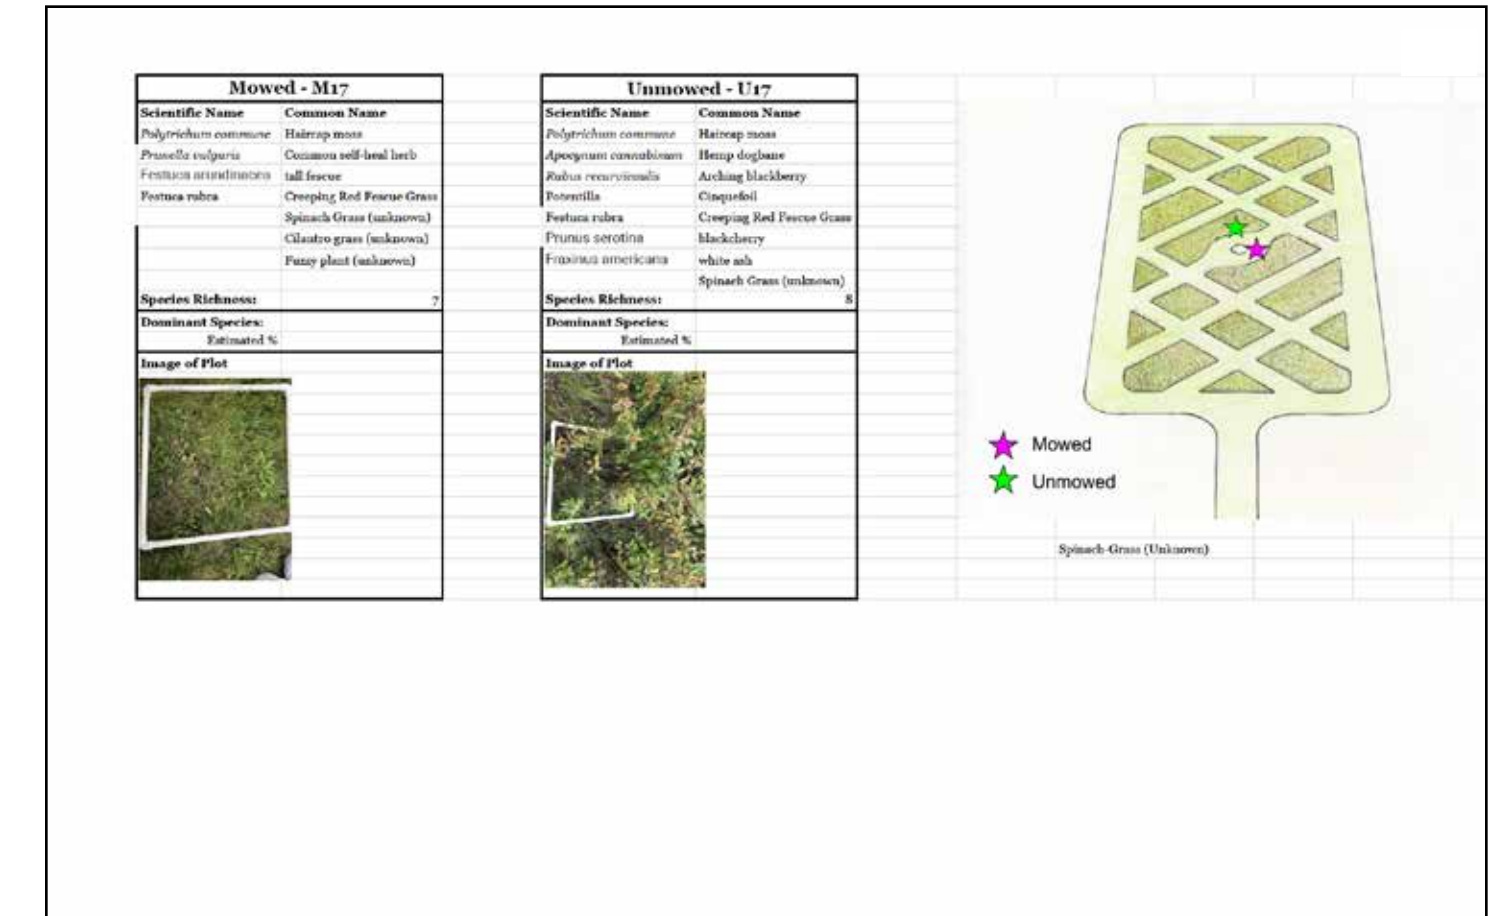 Mowed - M17
Scientific Name Common Name
Polytrichum commune Haircap moss
Prunella vulgaris Common self-heal herb
Festuca arundinacea tall fescue
Festuca rubra Creeping Red Fescue Grass
Spinach Grass (unknown)
Cilantro grass (unknown)
Fuzzy plant (unknown)
Species Richness: 7
Dominant Species:
Estimated %
Image of Plot
Unmowed - U17
Scientific Name Common Name
Polytrichum commune Haircap moss
Apocynum cannabinum Hemp dogbane
Rubus recurvicaulis Arching blackberry
Potentilla Cinquefoil
Festuca rubra Creeping Red Fescue Grass
Prunus serotina blackcherry
Fraxinus americana white ash
Spinach Grass (unknown)
Species Richness: 8
Dominant Species:
Estimated %
Image of Plot
Mowed
Unmowed
Spinach-Grass (Unknown)